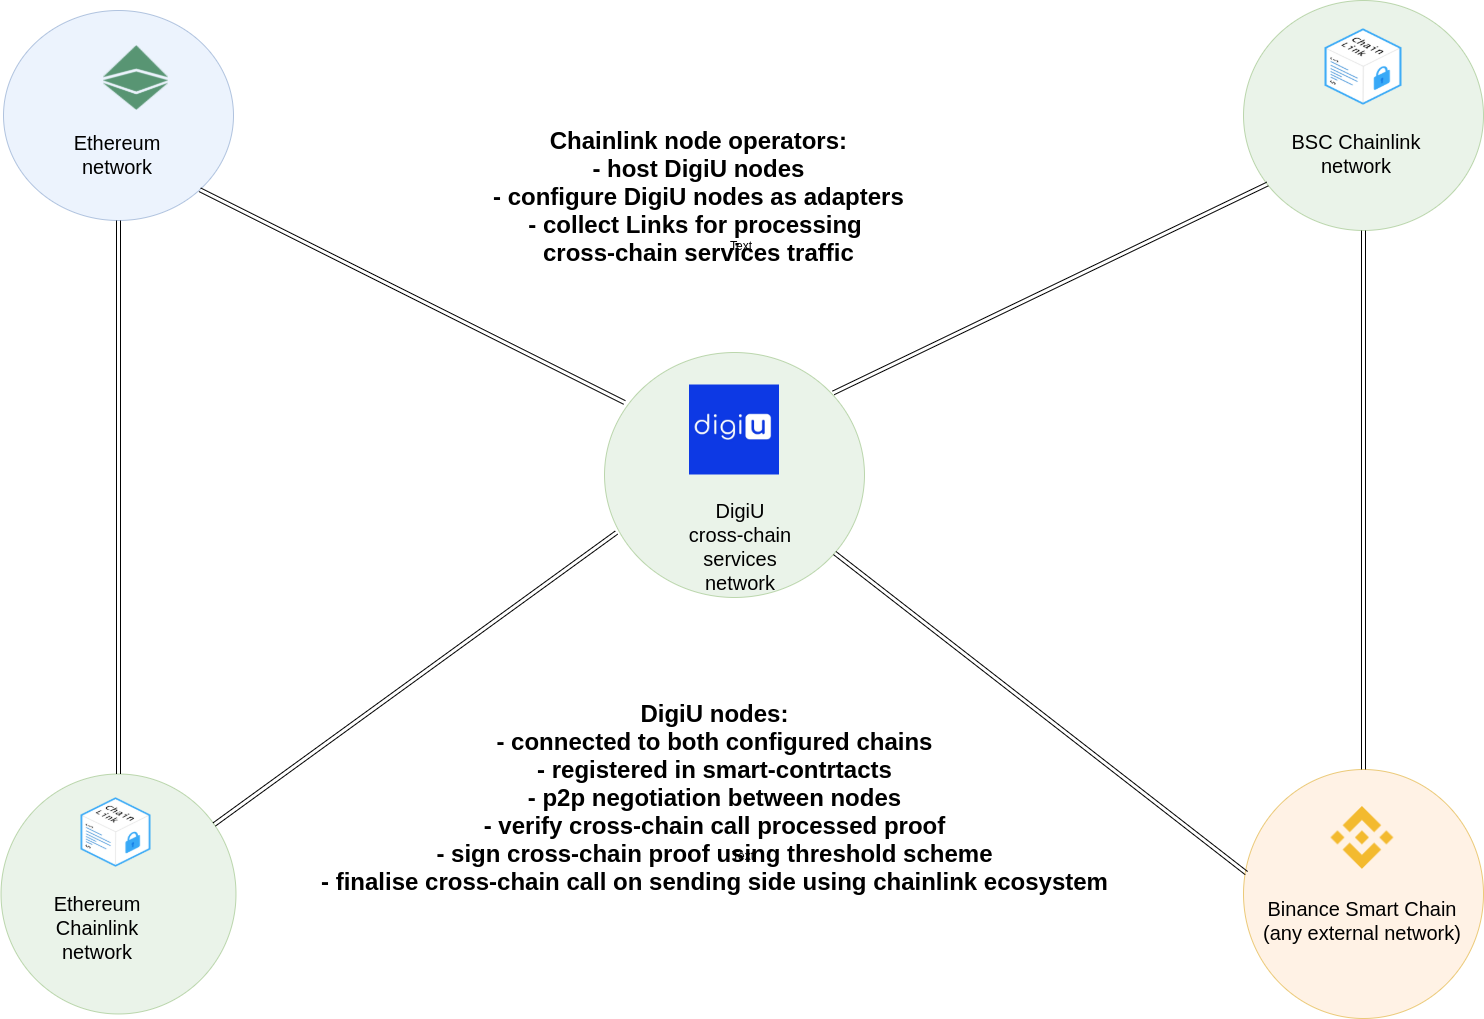 Ethereum
network
Chain
Link
BSC Chainlink
network
Chainlink node operators:
- host DigiU nodes
- configure DigiU nodes as adapters
- collect Links for processing
cross-chain services traffic
Text
digiU
DigiU
cross-chain
services
network
DigiU nodes:
- connected to both configured chains
- registered in smart-contrtacts
- p2p negotiation between nodes
- verify cross-chain call processed proof
- sign cross-chain proof using threshold scheme
Text
- finalise cross-chain call on sending side using chainlink ecosystem
Chain
Link
Ethereum
Chainlink
network
Binance Smart Chain
(any external network)